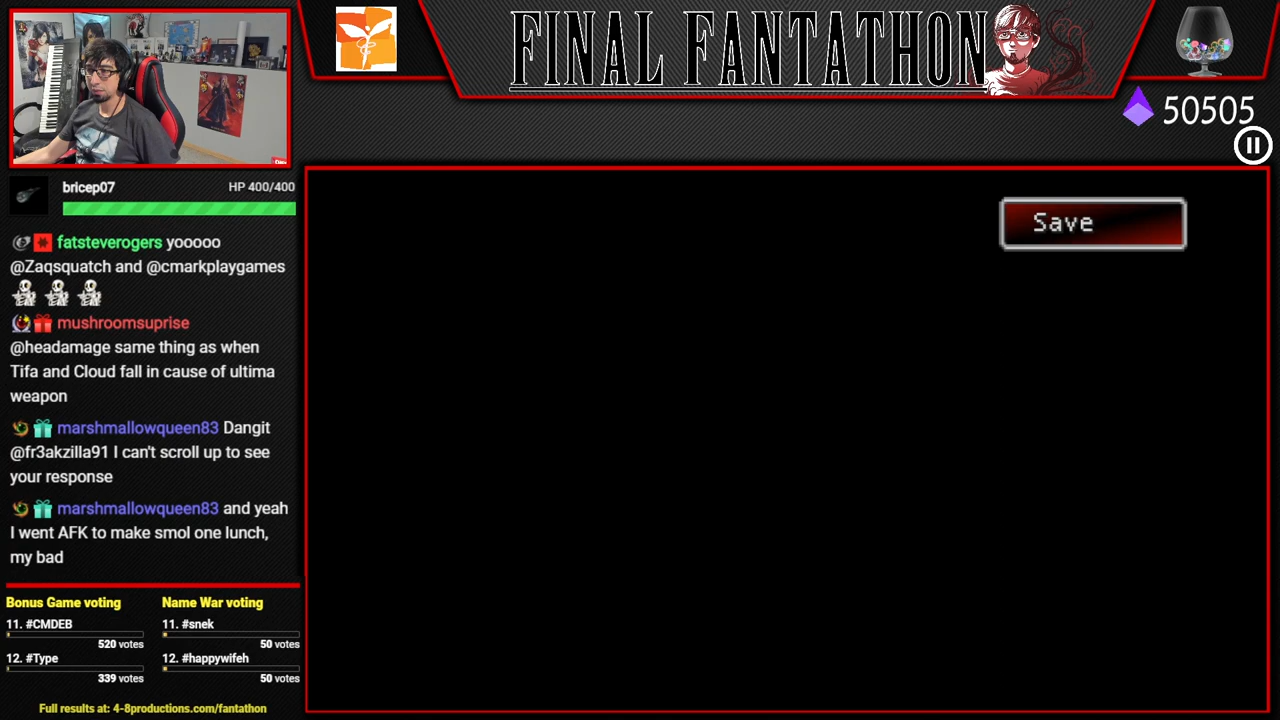 FINAL FANTATHON
50505
bricep07
HP 400/400
Save
fatsteverogers yooooo
@Zaqsquatch and @cmarkplaygames
mushroomsuprise
@headamage same thing as when
Tifa and Cloud fall in cause of ultima
weapon
marshmallowqueen83 Dangit
@fr3akzilla91 I can't scroll up to see
your response
marshmallowqueen83 and yeah
I went AFK to make smol one lunch,
my bad
Bonus Game voting
11. #CMDEB
520 votes
12. #Type
339 votes
Name War voting
11. #snek
50 votes
12. #happywifeh
50 votes
Full results at: 4-8productions.com/fantathon